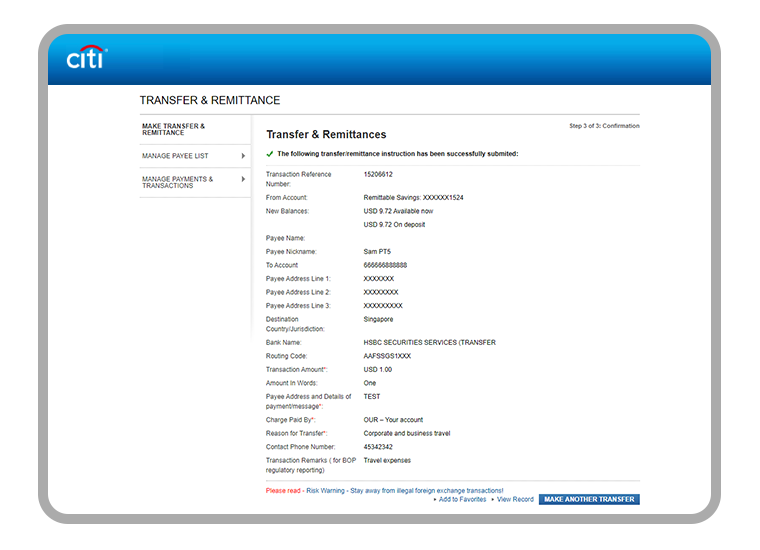 citi
TRANSFER & REMITTANCE
MAKE TRANSFER &
REMITTANCE
MANAGE PAYEE LIST
MANAGE PAYMENTS &
TRANSACTIONS
Step 3 of 3: Confirmation
Transfer & Remittances
The following transfer/remittance instruction has been successfully submited:
Transaction Reference
Number: 15206612
From Account: Remittable Savings: XXXXXX1524
New Balances: USD 9.72 Available now
USD 9.72 On deposit
Payee Name:
Payee Nickname: Sam PT5
To Account 666666888888
Payee Address Line 1: XXXXXXX
Payee Address Line 2: XXXXXXXX
Payee Address Line 3: XXXXXXXXX
Destination
Country/Jurisdiction: Singapore
Bank Name: HSBC SECURITIES SERVICES (TRANSFER
Routing Code: AAFSSGS1XXX
Transaction Amount*: USD 1.00
Amount In Words: One
Payee Address and Details of
payment/message*: TEST
Charge Paid By*: OUR – Your account
Reason for Transfer*: Corporate and business travel
Contact Phone Number: 45342342
Transaction Remarks ( for BOP
regulatory reporting) Travel expenses
Please read - Risk Warning - Stay away from illegal foreign exchange transactions!
Add to Favorites View Record MAKE ANOTHER TRANSFER